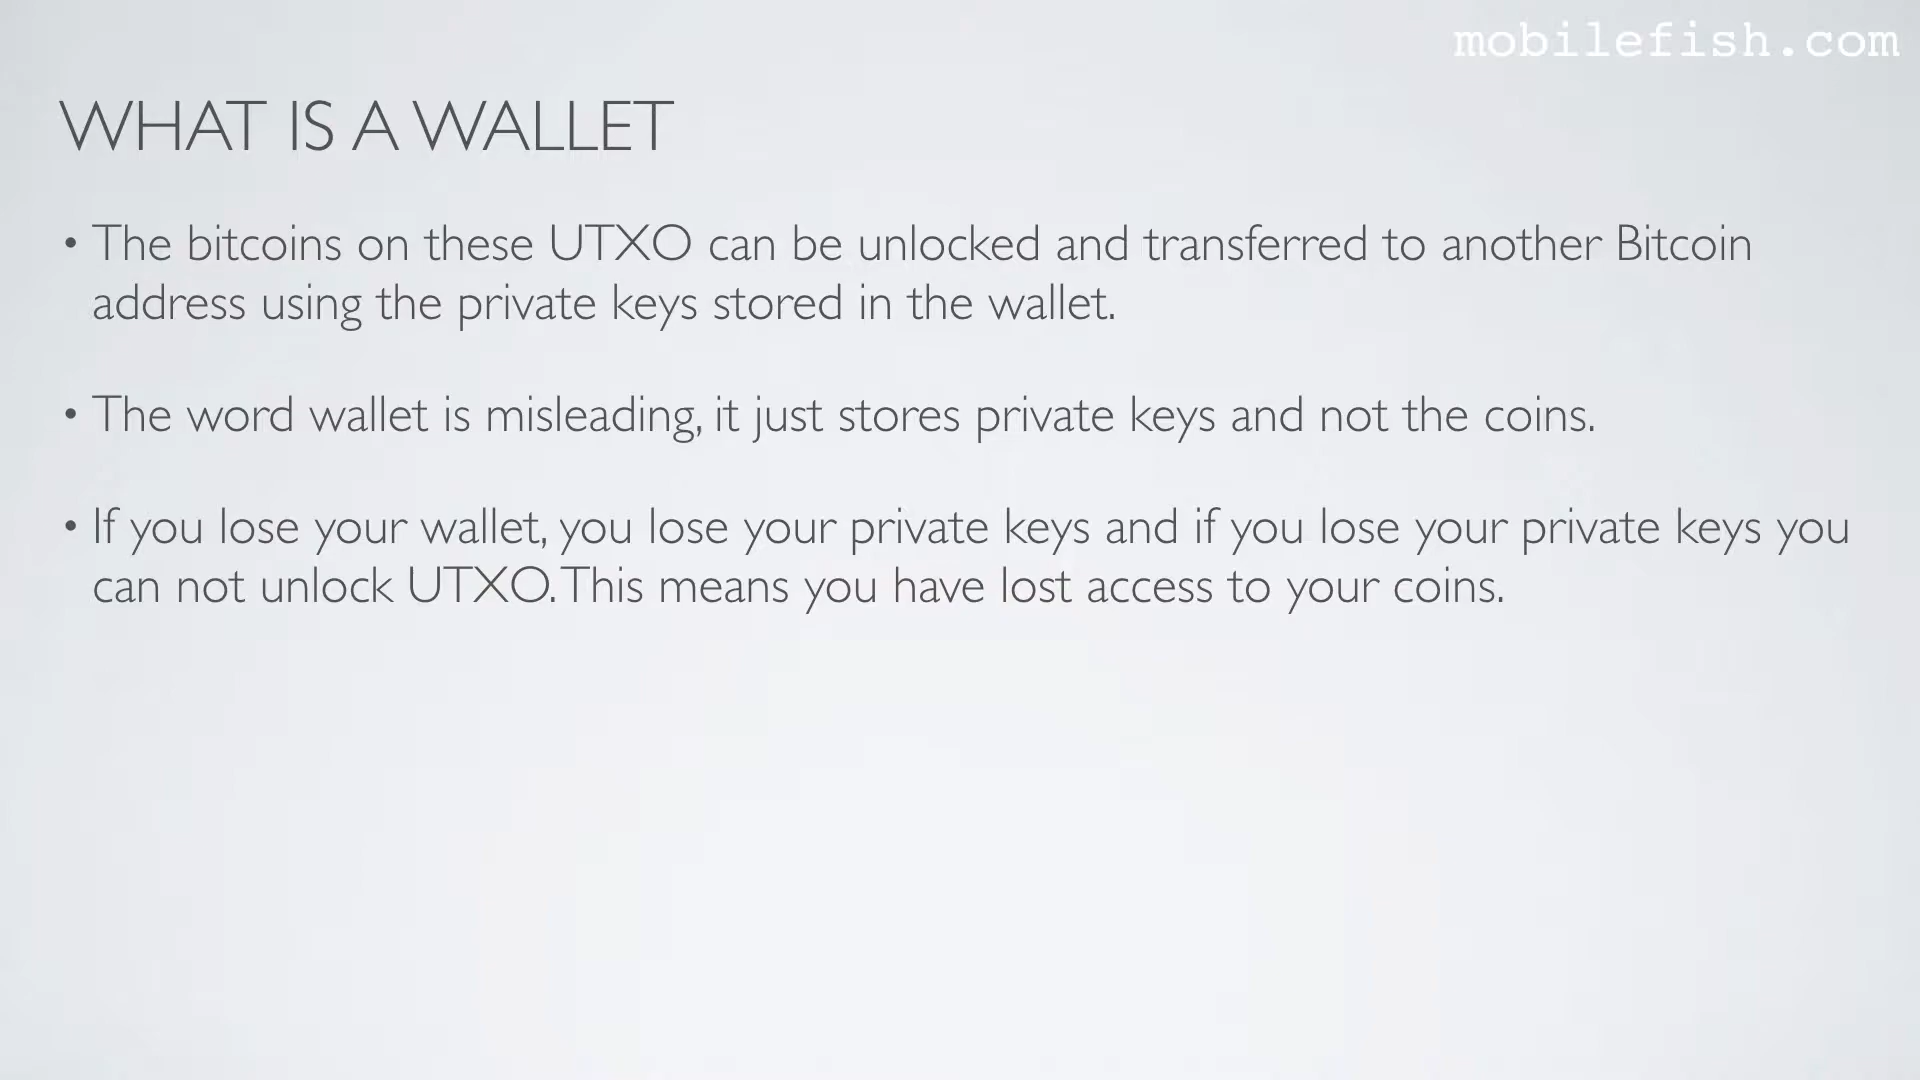 mobilefish.com
WHAT IS A WALLET
• The bitcoins on these UTXO can be unlocked and transferred to another Bitcoin
address using the private keys stored in the wallet.
• The word wallet is misleading, it just stores private keys and not the coins.
• If you lose your wallet, you lose your private keys and if you lose your private keys you
can not unlock UTXO. This means you have lost access to your coins.